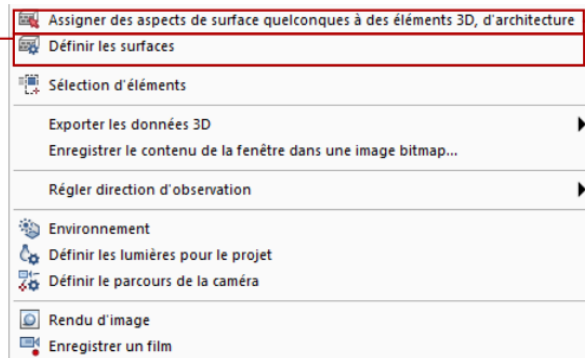 Assigner des aspects de surface quelconques à des éléments 3D, d'architecture
Définir les surfaces
Sélection d'éléments
Exporter les données 3D
Enregistrer le contenu de la fenêtre dans une image bitmap...
Régler direction d'observation
Environnement
Définir les lumières pour le projet
Définir le parcours de la caméra
Rendu d'image
Enregistrer un film